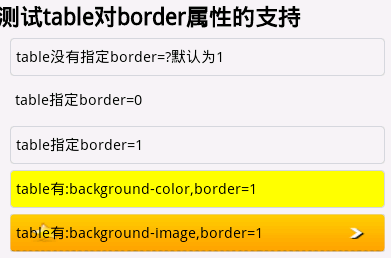 测试table对border属性的支持
table没有指定border=?默认为1
table指定border=0
table指定border=1
table有:background-color,border=1
table有:background-image,border=1